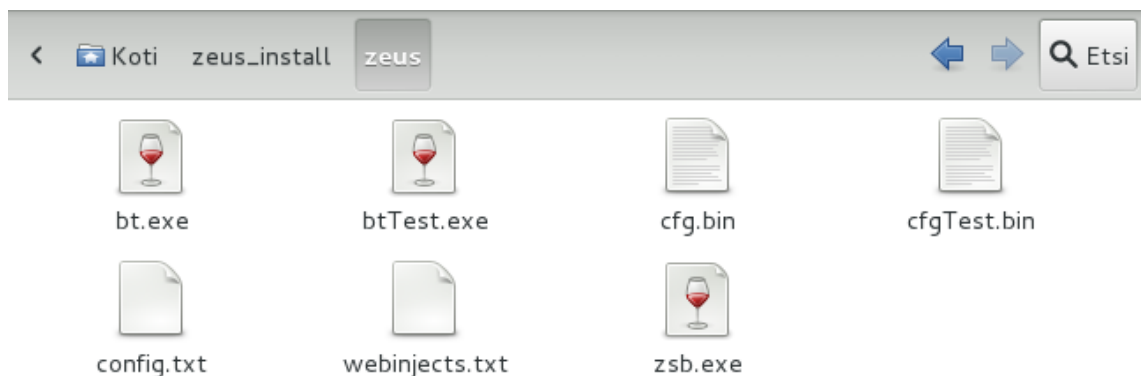 Koti zeus_install zeus Etsi
bt.exe btTest.exe cfg.bin cfgTest.bin
config.txt webinjects.txt zsb.exe